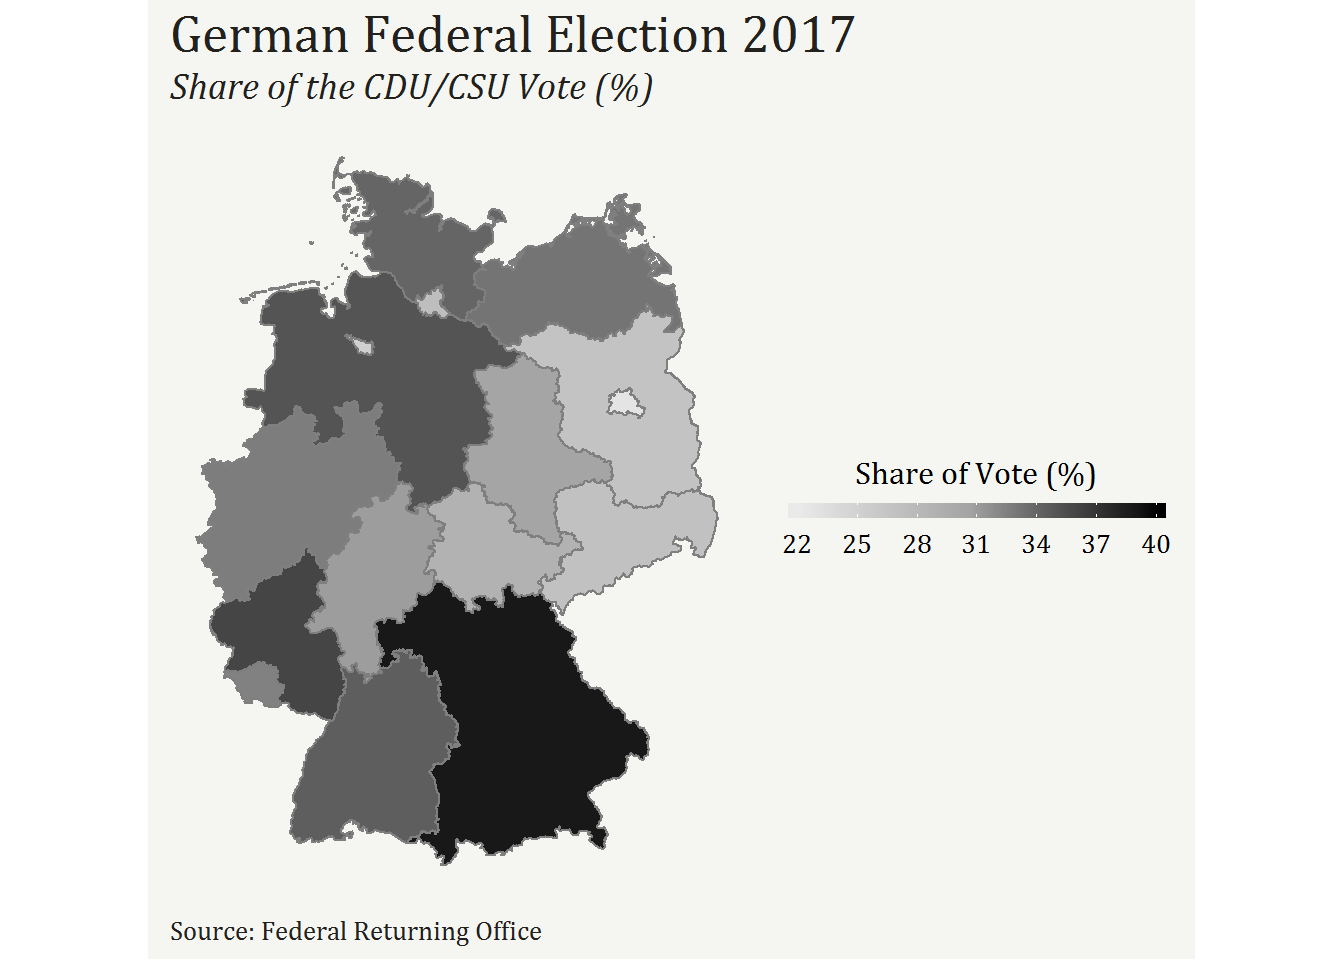 German Federal Election 2017
Share of the CDU/CSU Vote (%)
Share of Vote (%)
22 25 28 31 34 37 40
Source: Federal Returning Office